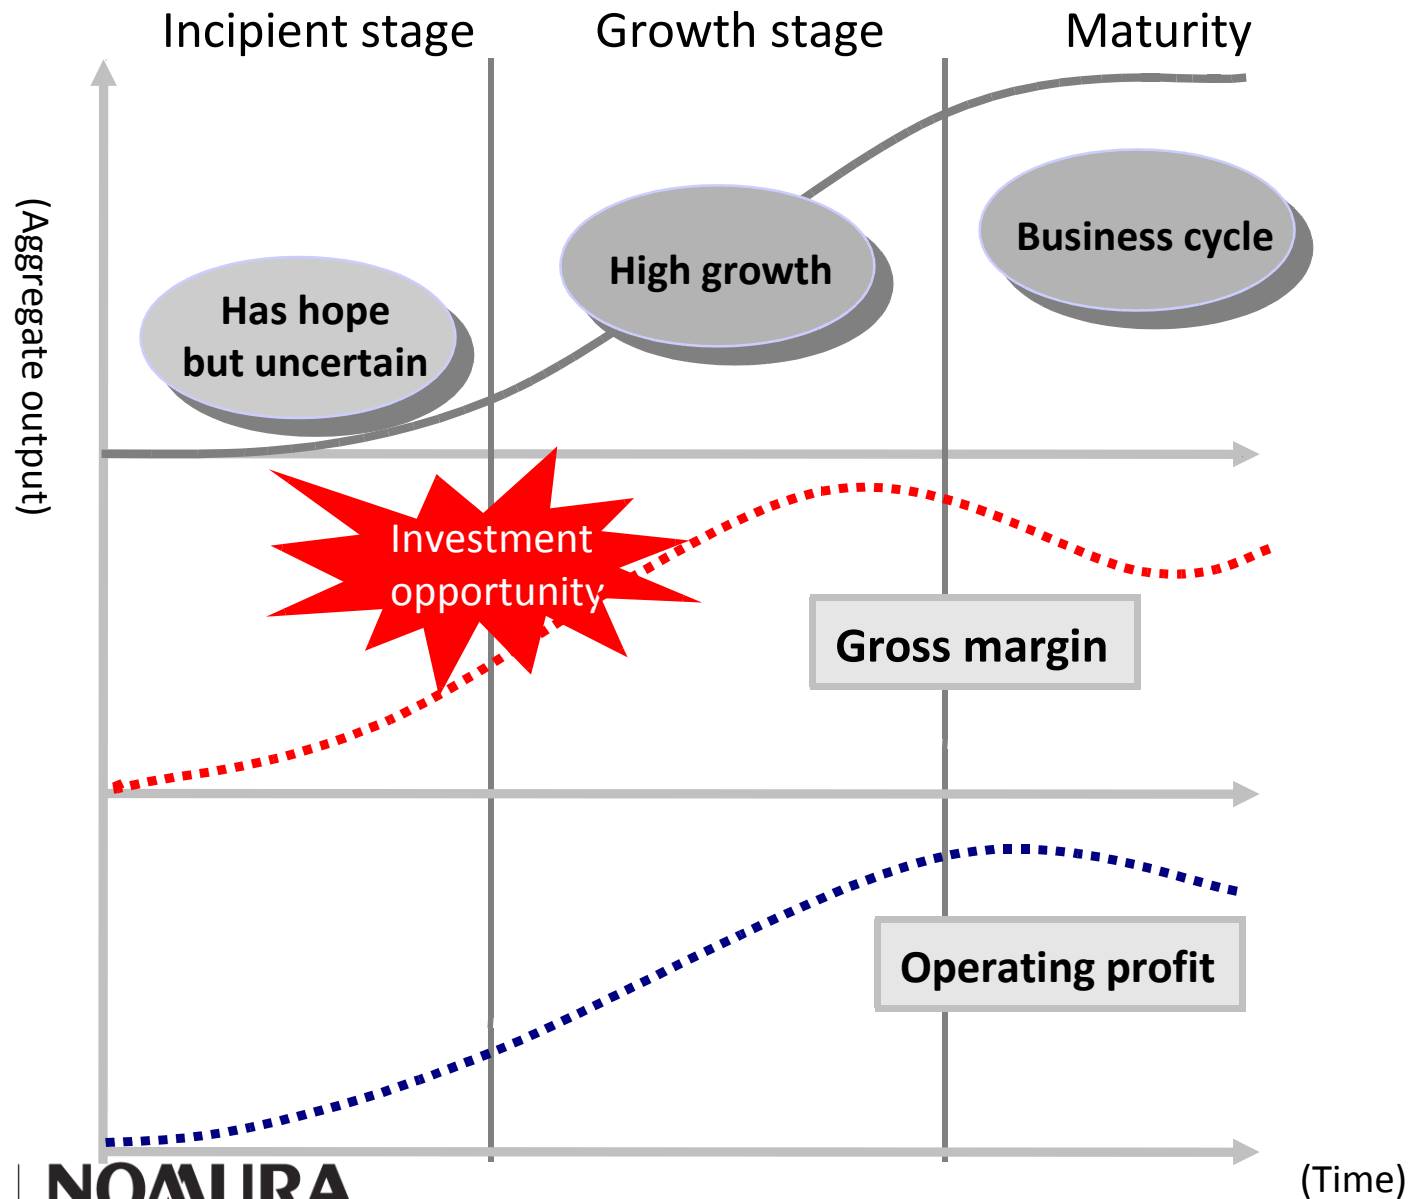 Incipient stage
Growth stage
Maturity
(Aggregate output)
Has hope
but uncertain
High growth
Business cycle
Investment
opportunity
Gross margin
Operating profit
NOMURA
(Time)